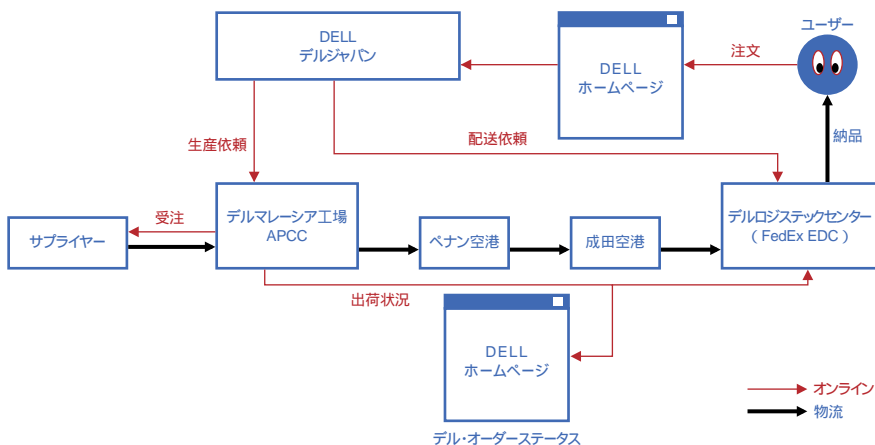 ユーザー
DELL
デルジャパン
DELL
ホームページ
注文
生産依頼
配送依頼
納品
サプライヤー
受注
デルマレーシア工場
APCC
ペナン空港
成田空港
デルロジステックセンター
（FedEx EDC）
出荷状況
DELL
ホームページ
デル・オーダーステータス
オンライン
物流